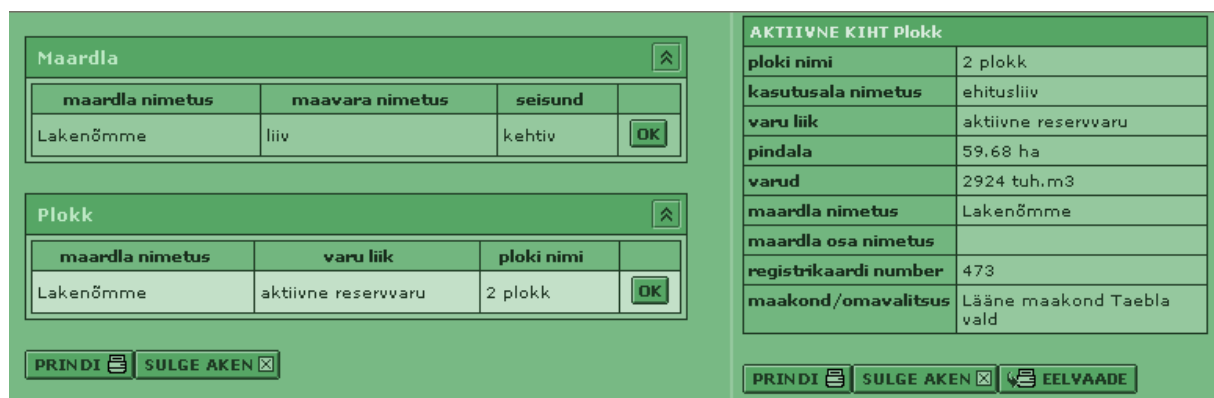 Maardla
maardla nimetus maavara nimetus seisund
Lakenõmme liiv kehtiv OK
Plokk
maardla nimetus varu liik ploki nimi
Lakenõmme aktiivne reservvaru 2 plokk OK
PRINDI SULGE AKEN
AKTIIVNE KIHT Plokk
ploki nimi 2 plokk
kasutusala nimetus ehitusliiv
varu liik aktiivne reservvaru
pindala 59.68 ha
varud 2924 tuh.m3
maardla nimetus Lakenõmme
maardla osa nimetus
registrikaardi number 473
maakond/omavalitsus Lääne maakond Taebla
vald
PRINDI SULGE AKEN EELVAADE